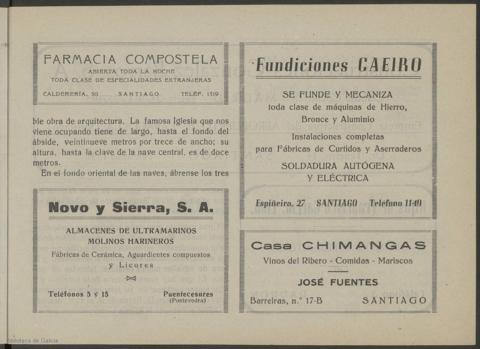 FARMACIA COMPOSTELA
ABIERTA TODA LA NOCHE
TODA CLASE DE ESPECIALIDADES EXTRANJERAS
CALDERERÍA, 50 SANTIAGO TELÉF. 1519
ble obra de arquitectura. La famosa Iglesia que nos
viene ocupando tiene de largo, hasta el fondo del
ábside, veintinueve metros por trece de ancho; su
altura, hasta la clave de la nave central, es de doce
metros.
En el fondo oriental de las naves, ábrense los tres
Novo y Sierra, S. A.
ALMACENES DE ULTRAMARINOS
MOLINOS HARINEROS
Fábricas de Cerámica, Aguardientes compuestos
y Licores
Teléfonos 5 y 15 Puentecesures
(Pontevedra)
Fundiciones CAEIRO
SE FUNDE Y MECANIZA
toda clase de máquinas de Hierro,
Bronce y Aluminio
Instalaciones completas
para Fábricas de Curtidos y Aserraderos
SOLDADURA AUTÓGENA
Y ELÉCTRICA
Espiñeira, 27 SANTIAGO Telefono 1140
Casa CHIMANGAS
Vinos del Ribero - Comidas - Mariscos
JOSÉ FUENTES
Barreiras, n.º 17-B SANTIAGO
Biblioteca de Galicia